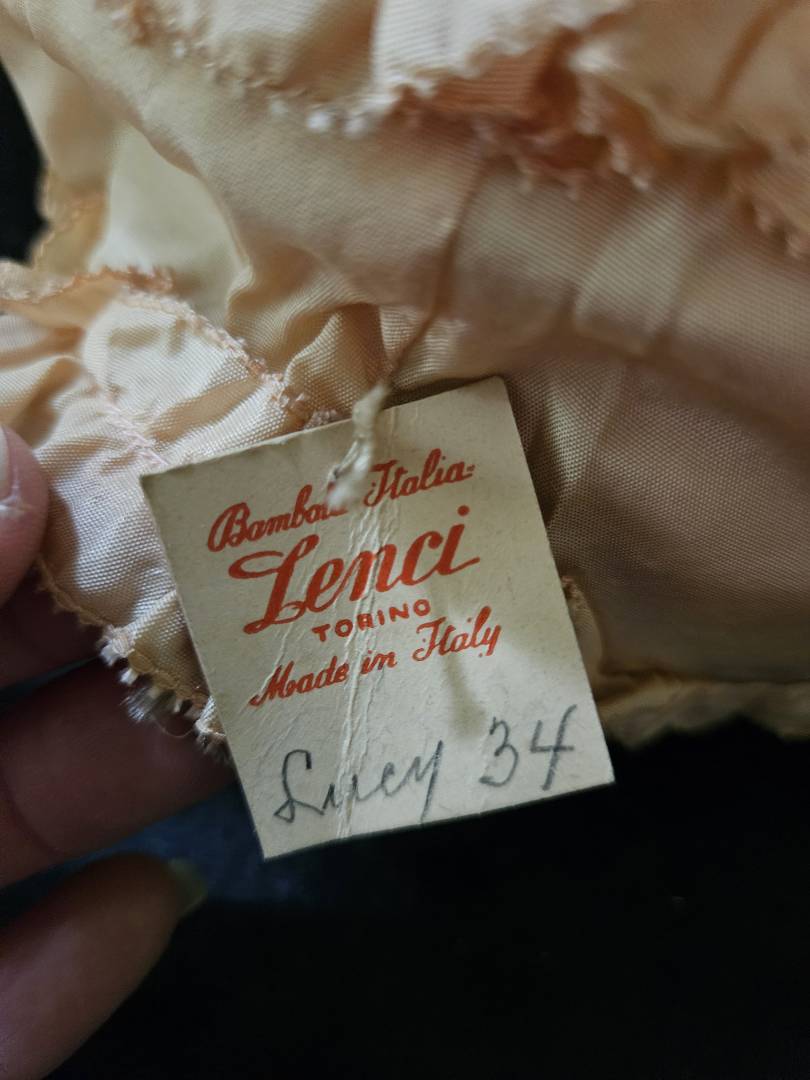 Italia
Lenci
TORINO
Made in Italy
Lucy 34